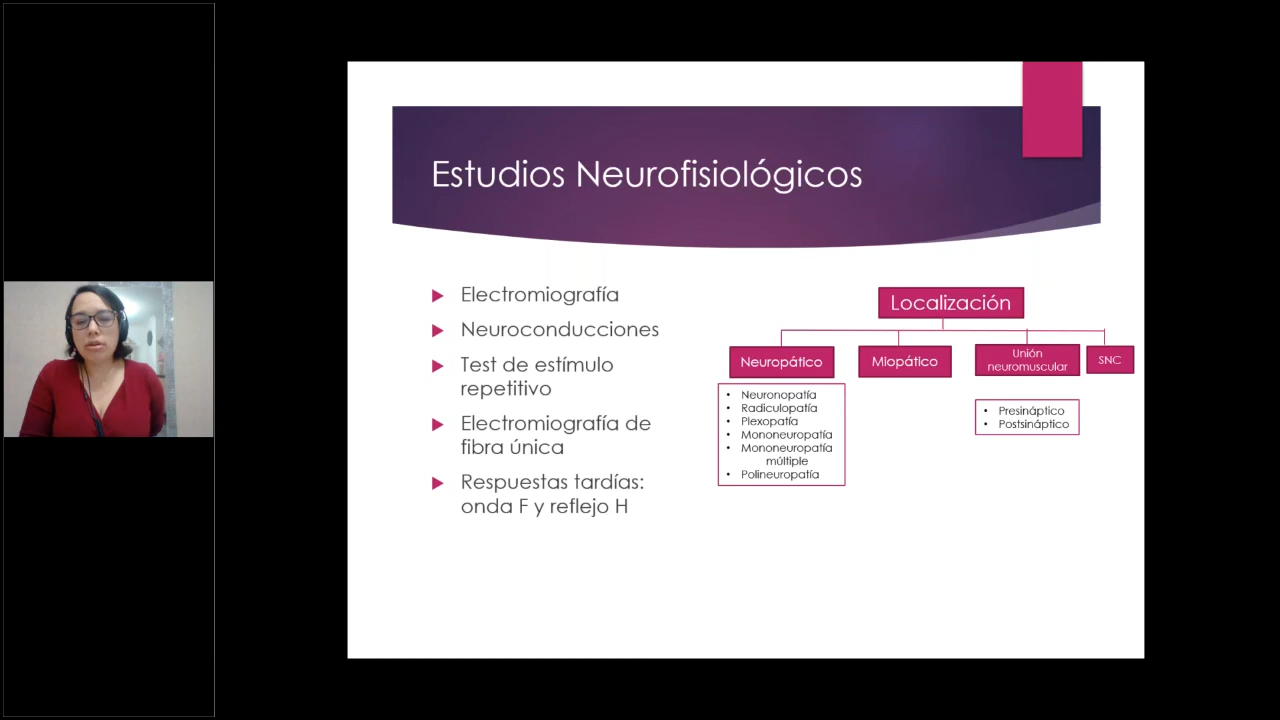 Estudios Neurofisiológicos
Electromiografía
Neuroconducciones
Test de estímulo
repetitivo
Electromiografía de
fibra única
Respuestas tardías:
onda F y reflejo H
Localización
Neuropático
Miopático
Unión
neuromuscular
SNC
• Neuronopatía
• Radiculopatía
• Plexopatía
• Mononeuropatía
• Mononeuropatía
múltiple
• Polineuropatía
• Presináptico
• Postsináptico